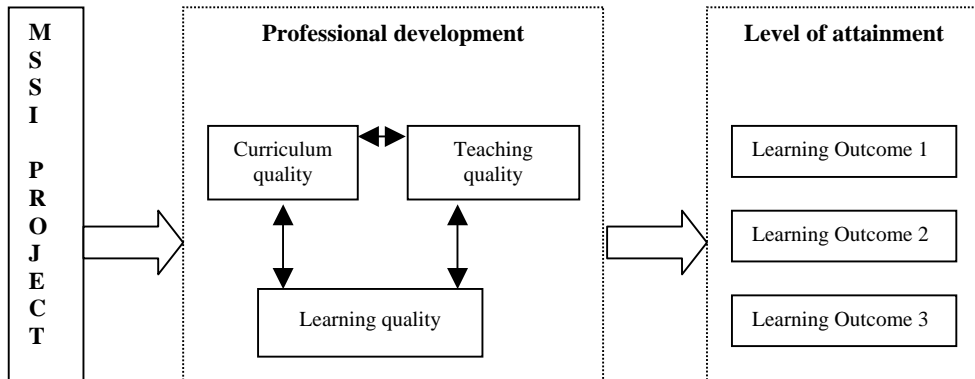 M
S
S
I
P
R
O
J
E
C
T
Professional development
Curriculum
quality
Teaching
quality
Learning quality
Level of attainment
Learning Outcome 1
Learning Outcome 2
Learning Outcome 3